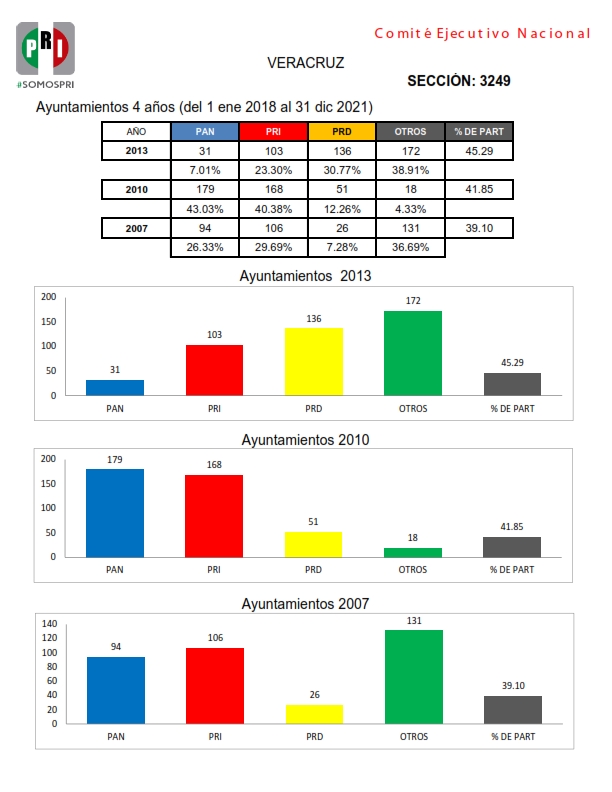 Comité Ejecutivo Nacional
PRI
#SOMOSPRI
VERACRUZ
SECCIÓN: 3249
Ayuntamientos 4 años (del 1 ene 2018 al 31 dic 2021)
AÑO PAN PRI PRD OTROS % DE PART
2013 31 103 136 172 45.29
7.01% 23.30% 30.77% 38.91%
2010 179 168 51 18 41.85
43.03% 40.38% 12.26% 4.33%
2007 94 106 26 131 39.10
26.33% 29.69% 7.28% 36.69%
Ayuntamientos 2013
200
150
100
50
0
31 103 136 172 45.29
PAN PRI PRD OTROS % DE PART
Ayuntamientos 2010
200
150
100
50
0
179 168 51 18 41.85
PAN PRI PRD OTROS % DE PART
Ayuntamientos 2007
140
120
100
80
60
40
20
0
94 106 26 131 39.10
PAN PRI PRD OTROS % DE PART